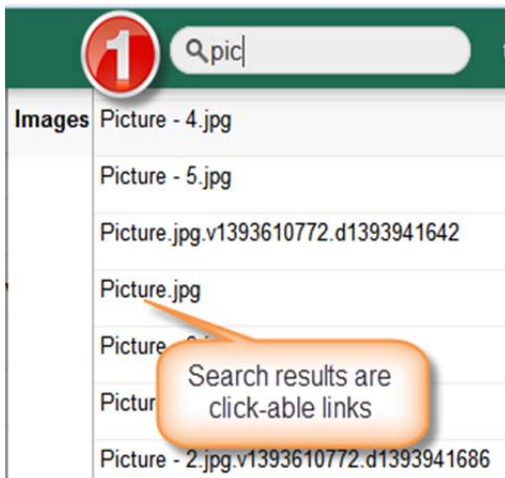 1
pic
Images
Picture - 4.jpg
Picture - 5.jpg
Picture.jpg.v1393610772.d1393941642
Picture.jpg
Picture
Search results are
click-able links
Picture - 2.jpg.v1393610772.d1393941686